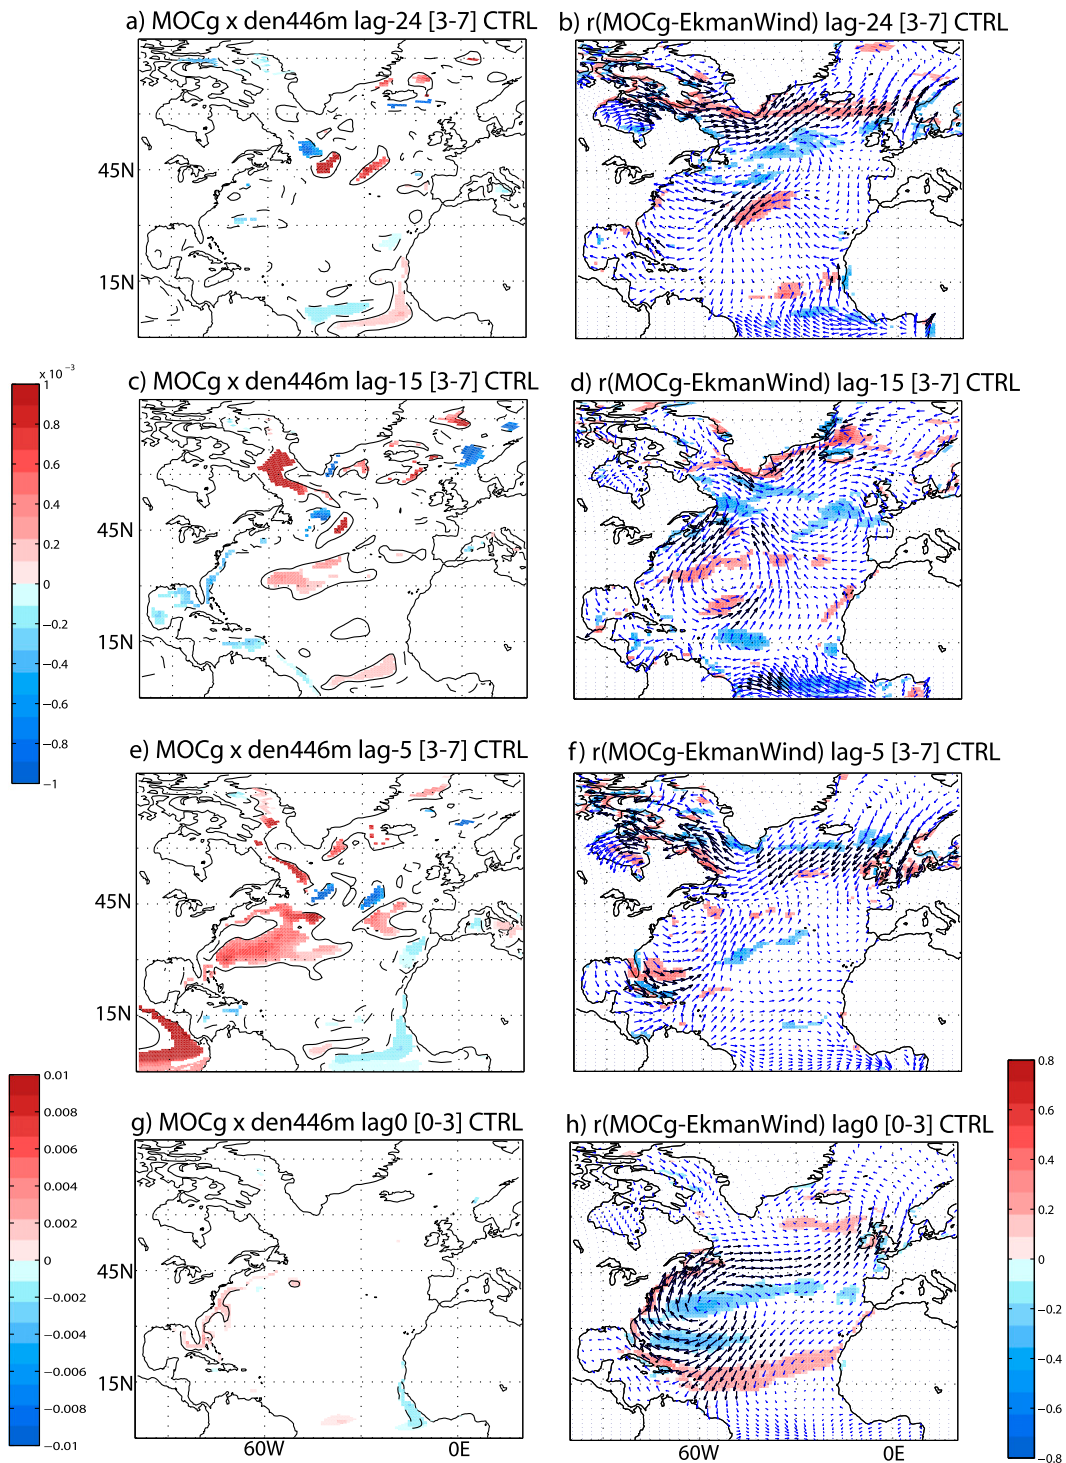 a) MOCg x den446m lag-24 [3-7] CTRL
b) r(MOCg-EkmanWind) lag-24 [3-7] CTRL
45N
15N
c) MOCg x den446m lag-15 [3-7] CTRL
d) r(MOCg-EkmanWind) lag-15 [3-7] CTRL
x 10⁻³
1
0.8
0.6
0.4
0.2
0
−0.2
−0.4
−0.6
−0.8
−1
45N
15N
e) MOCg x den446m lag-5 [3-7] CTRL
f) r(MOCg-EkmanWind) lag-5 [3-7] CTRL
45N
15N
g) MOCg x den446m lag0 [0-3] CTRL
h) r(MOCg-EkmanWind) lag0 [0-3] CTRL
0.01
0.008
0.006
0.004
0.002
0
−0.002
−0.004
−0.006
−0.008
−0.01
45N
15N
60W
0E
60W
0E
0.8
0.6
0.4
0.2
0
−0.2
−0.4
−0.6
−0.8